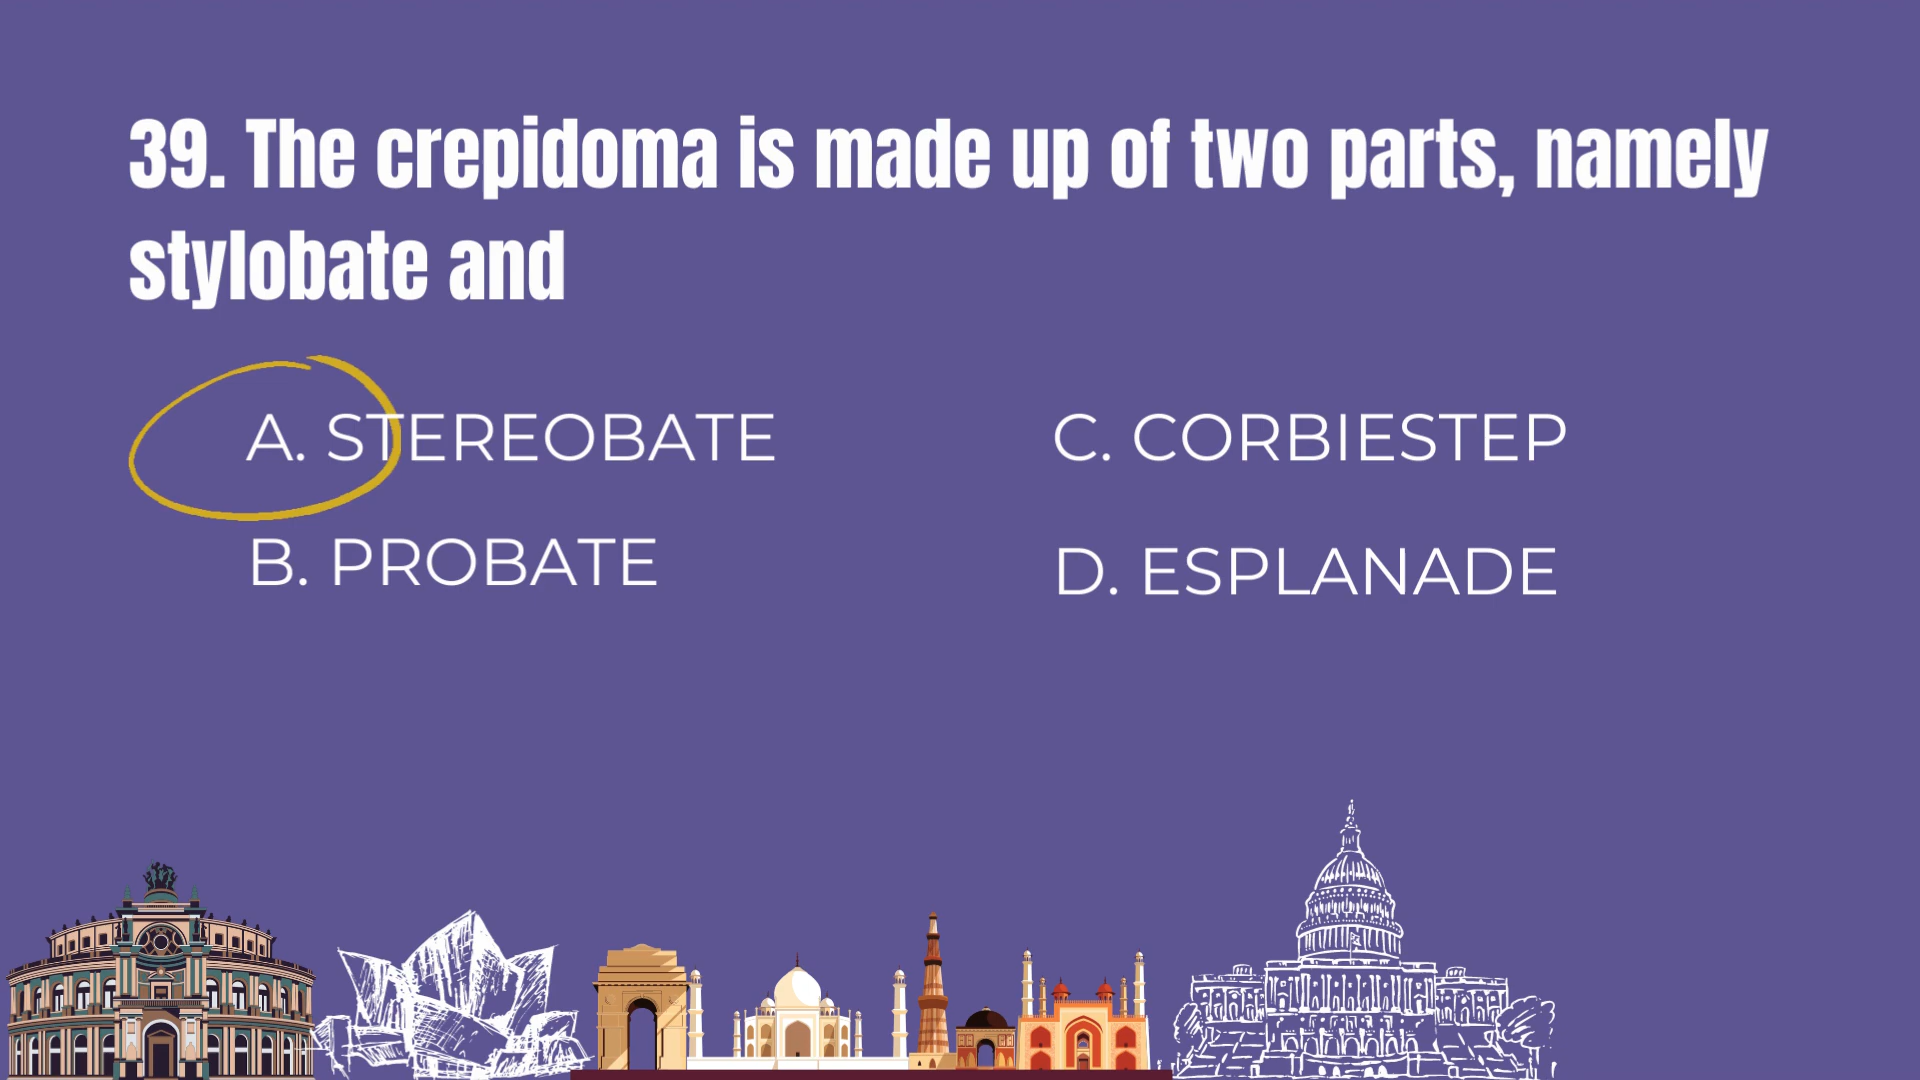 39. The crepidoma is made up of two parts, namely
stylobate and
A. STEREOBATE
B. PROBATE
C. CORBIESTEP
D. ESPLANADE